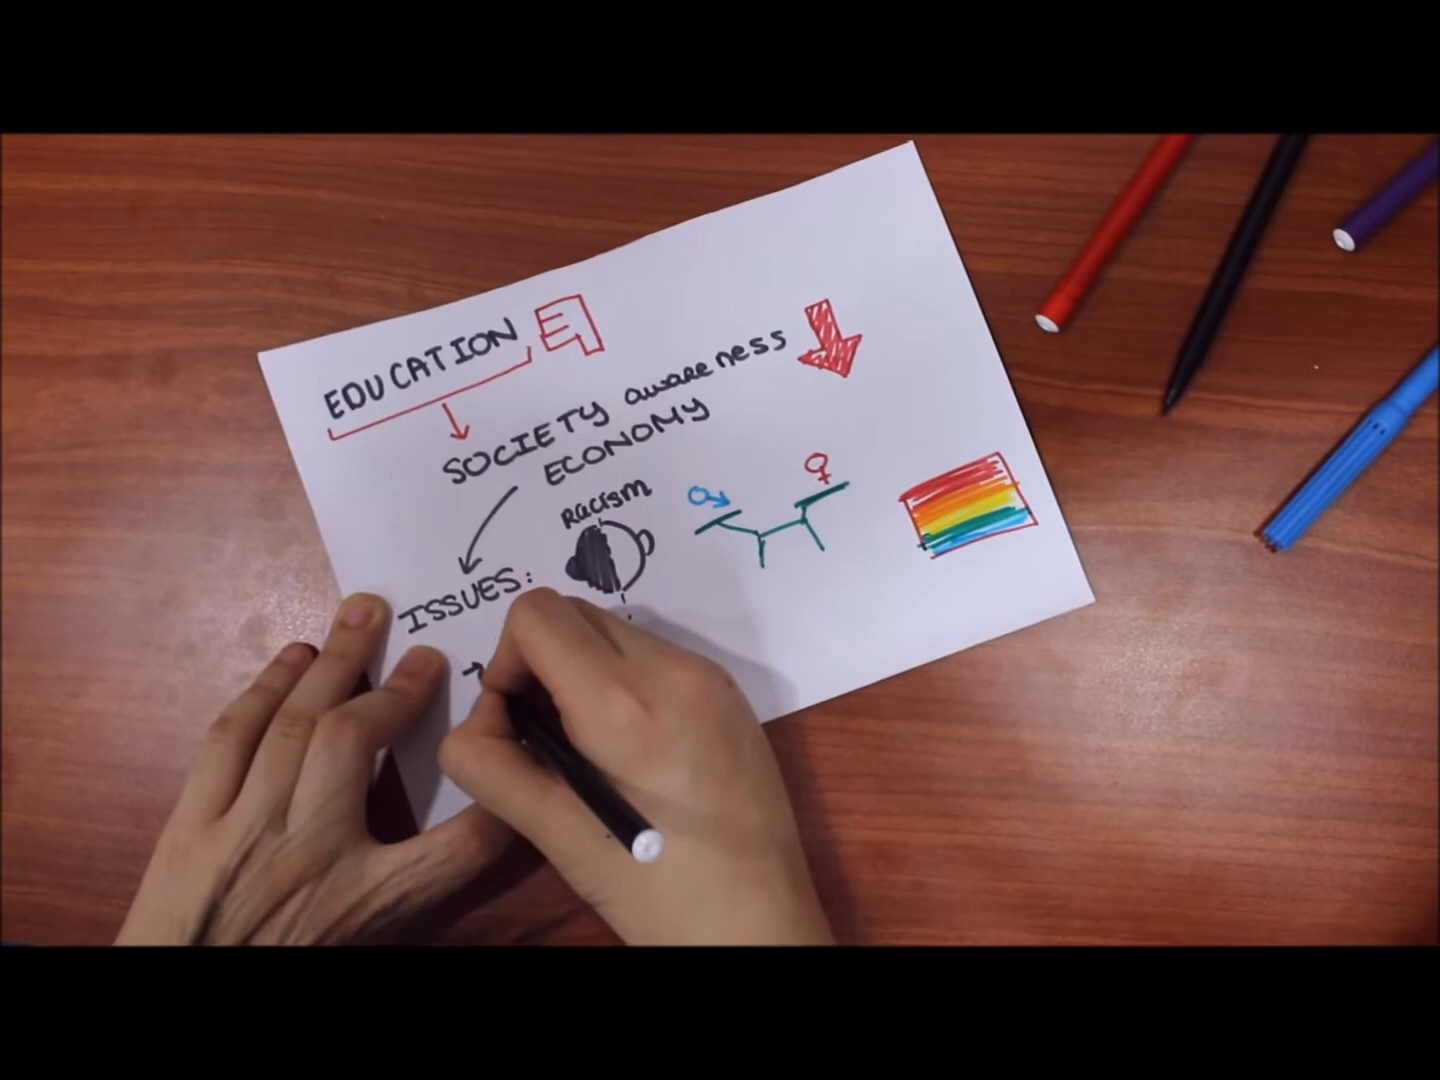 EDUCATION
SOCIETY awareness
ECONOMY
Racism
ISSUES: